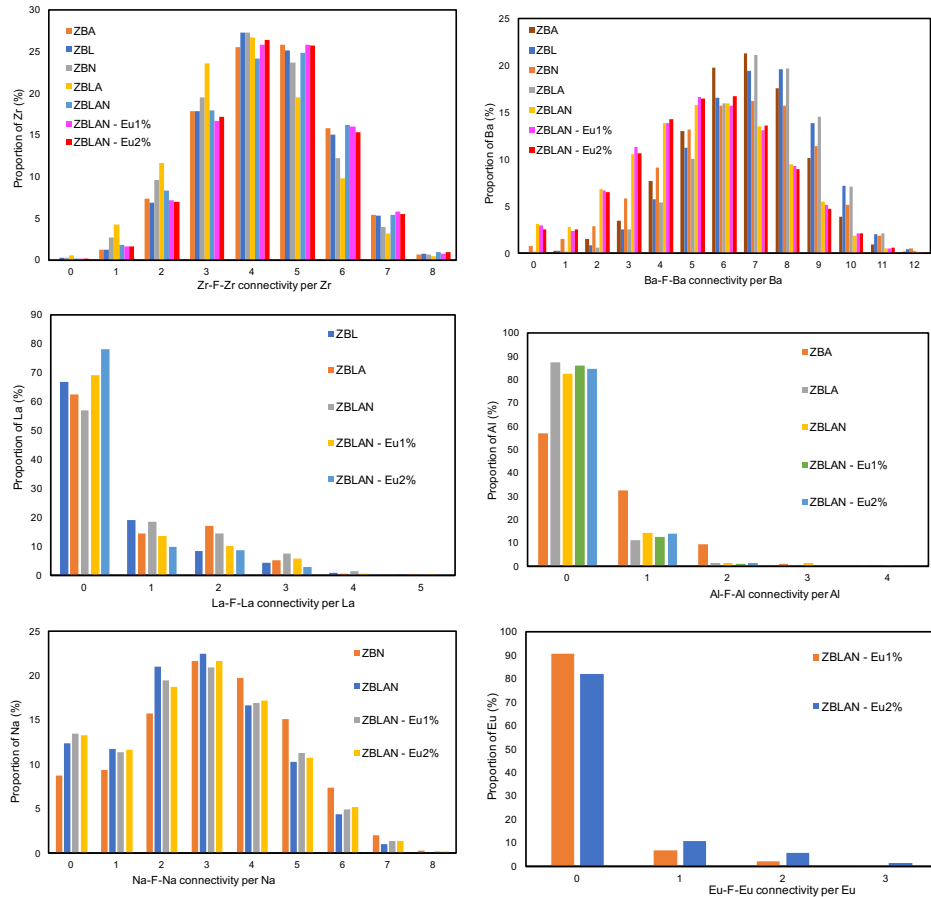 Proportion of Zr (%)
30
25
20
15
10
5
0
ZBA
ZBL
ZBN
ZBLA
ZBLAN
ZBLAN - Eu1%
ZBLAN - Eu2%
0 1 2 3 4 5 6 7 8
Zr-F-Zr connectivity per Zr
Proportion of Ba (%)
25
20
15
10
5
0
ZBA
ZBL
ZBN
ZBLA
ZBLAN
ZBLAN - Eu1%
ZBLAN - Eu2%
0 1 2 3 4 5 6 7 8 9 10 11 12
Ba-F-Ba connectivity per Ba
Proportion of La (%)
90
80
70
60
50
40
30
20
10
0
ZBL
ZBLA
ZBLAN
ZBLAN - Eu1%
ZBLAN - Eu2%
0 1 2 3 4 5
La-F-La connectivity per La
Proportion of Al (%)
100
90
80
70
60
50
40
30
20
10
0
ZBA
ZBLA
ZBLAN
ZBLAN - Eu1%
ZBLAN - Eu2%
0 1 2 3 4
Al-F-Al connectivity per Al
Proportion of Na (%)
25
20
15
10
5
0
ZBN
ZBLAN
ZBLAN - Eu1%
ZBLAN - Eu2%
0 1 2 3 4 5 6 7 8
Na-F-Na connectivity per Na
Proportion of Eu (%)
100
90
80
70
60
50
40
30
20
10
0
ZBLAN - Eu1%
ZBLAN - Eu2%
0 1 2 3
Eu-F-Eu connectivity per Eu